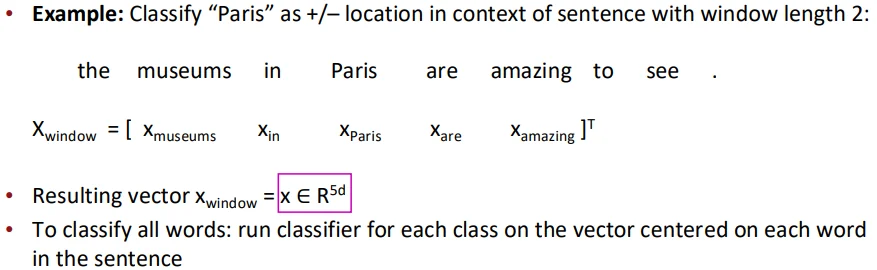 • Example: Classify “Paris” as +/– location in context of sentence with window length 2:
the museums in Paris are amazing to see .
Xwindow = [ xmuseums xin xParis xare xamazing ]T
• Resulting vector xwindow = x ∈ R5d
• To classify all words: run classifier for each class on the vector centered on each word
in the sentence